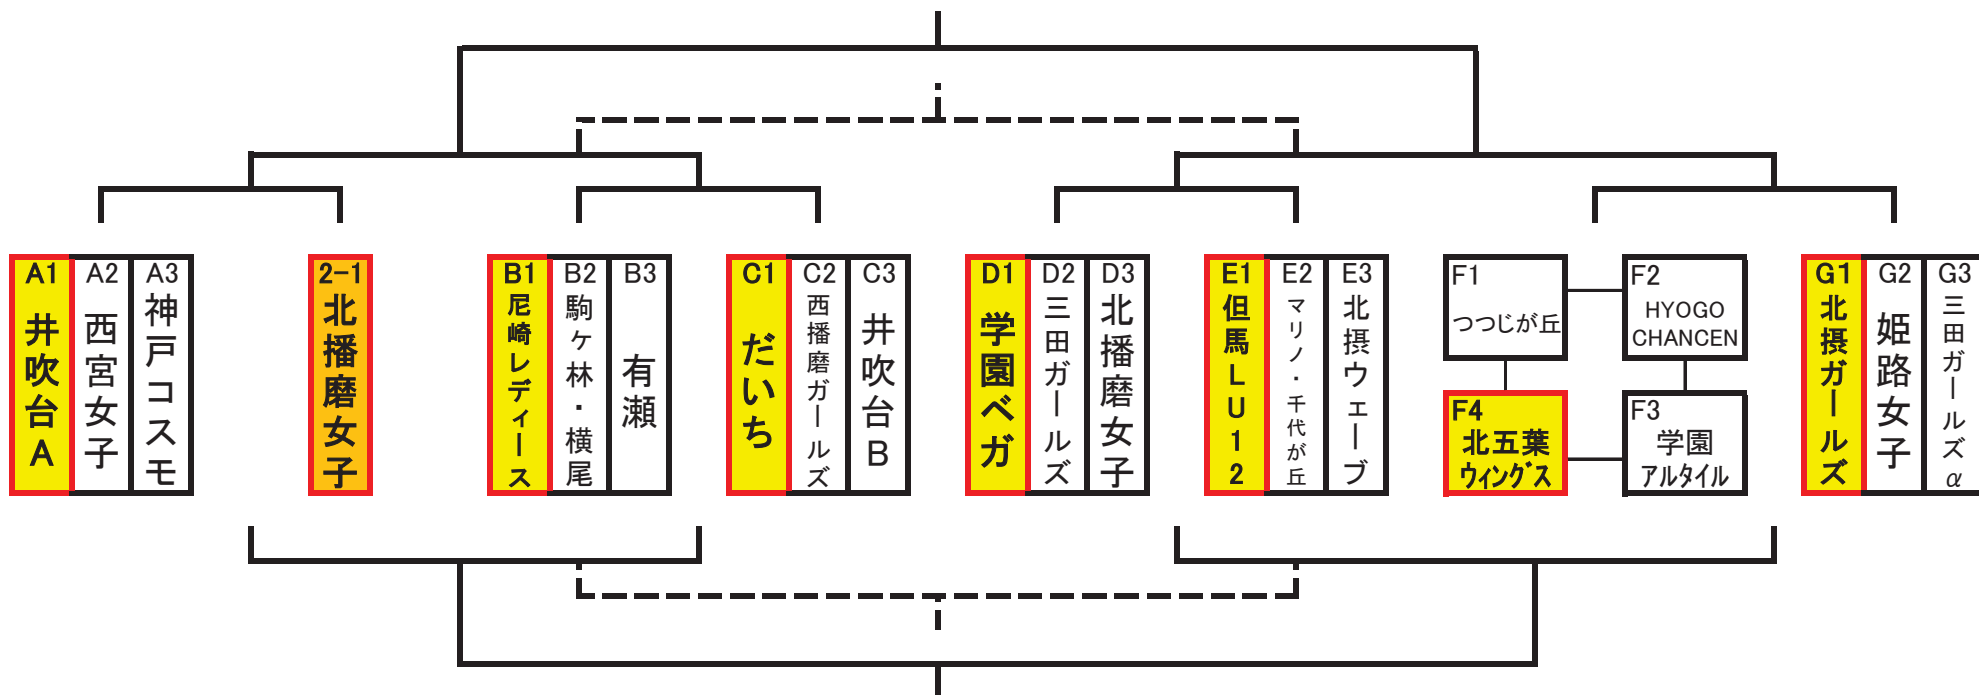 A1
井吹台A
A2
西宮女子
A3
神戸コスモ
2-1
北播磨女子
B1
尼崎レディース
B2
駒ヶ林・横尾
B3
有瀬
C1
だいち
C2
西播磨ガールズ
C3
井吹台B
D1
学園ベガ
D2
三田ガールズ
D3
北播磨女子
E1
但馬LU12
E2
マリノ・千代が丘
E3
北摂ウェーブ
F1
つつじが丘
F2
HYOGO
CHANCEN
F4
北五葉
ウィングス
F3
学園
アルタイル
G1
北摂ガールズ
G2
姫路女子
G3
三田ガールズα